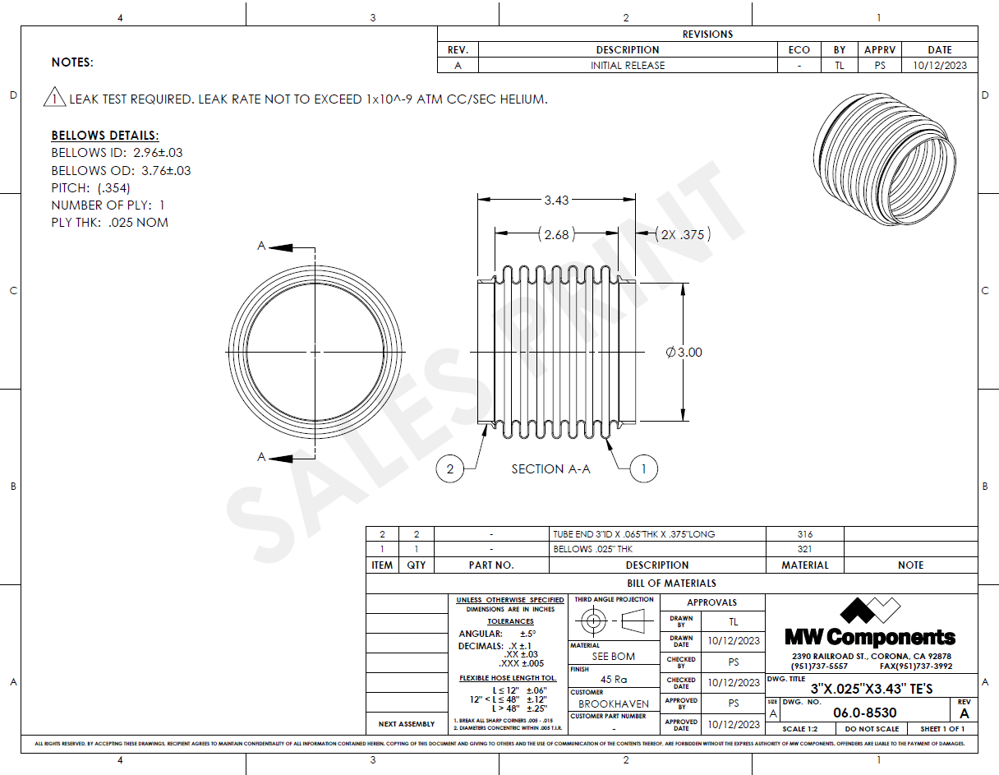 4 3 2 1
REVISIONS
REV. DESCRIPTION ECO BY APPRV DATE
A INITIAL RELEASE - TL PS 10/12/2023
NOTES:
D D
1 LEAK TEST REQUIRED. LEAK RATE NOT TO EXCEED 1x10^-9 ATM CC/SEC HELIUM.
BELLOWS DETAILS:
BELLOWS ID: 2.96±.03
BELLOWS OD: 3.76±.03
PITCH: (.354)
NUMBER OF PLY: 1
PLY THK: .025 NOM
3.43
(2.68) (2X .375)
A
C C
Ø3.00
SALES PRINT
A
2 SECTION A-A 1
B B
2 2 - TUBE END 3"ID X .065"THK X .375"LONG 316
1 1 - BELLOWS .025" THK 321
ITEM QTY PART NO. DESCRIPTION MATERIAL NOTE
BILL OF MATERIALS
UNLESS OTHERWISE SPECIFIED
DIMENSIONS ARE IN INCHES
TOLERANCES
ANGULAR: ±.5°
DECIMALS: .X ±.1
.XX ±.03
.XXX ±.005
FLEXIBLE HOSE LENGTH TOL.
L ≤ 12" ±.06"
12" < L ≤ 48" ±.12"
L > 48" ±.25"
1. BREAK ALL SHARP CORNERS .005 - .015
2. DIAMETERS CONCENTRIC WITHIN .005 T.I.R.
NEXT ASSEMBLY
THIRD ANGLE PROJECTION
MATERIAL
SEE BOM
FINISH
45 Ra
CUSTOMER
BROOKHAVEN
CUSTOMER PART NUMBER
-
APPROVALS
DRAWN BY TL
DRAWN DATE 10/12/2023
CHECKED BY PS
CHECKED DATE 10/12/2023
APPROVED BY PS
APPROVED DATE 10/12/2023
MW Components
2390 RAILROAD ST., CORONA, CA 92878
(951)737-5557 FAX(951)737-3992
DWG. TITLE
3"X.025"X3.43" TE'S
SIZE DWG. NO. REV
A 06.0-8530 A
SCALE 1:2 DO NOT SCALE SHEET 1 OF 1
A A
ALL RIGHTS RESERVED, BY ACCEPTING THESE DRAWINGS, RECIPIENT AGREES TO MAINTAIN CONFIDENTIALITY OF ALL INFORMATION CONTAINED HEREIN. COPYING OF THIS DOCUMENT AND GIVING TO OTHERS AND THE USE OF COMMUNICATION OF THE CONTENTS THEREOF, ARE FORBIDDEN WITHOUT THE EXPRESS AUTHORITY OF MW COMPONENTS. OFFENDERS ARE LIABLE TO THE PAYMENT OF DAMAGES.
4 3 2 1